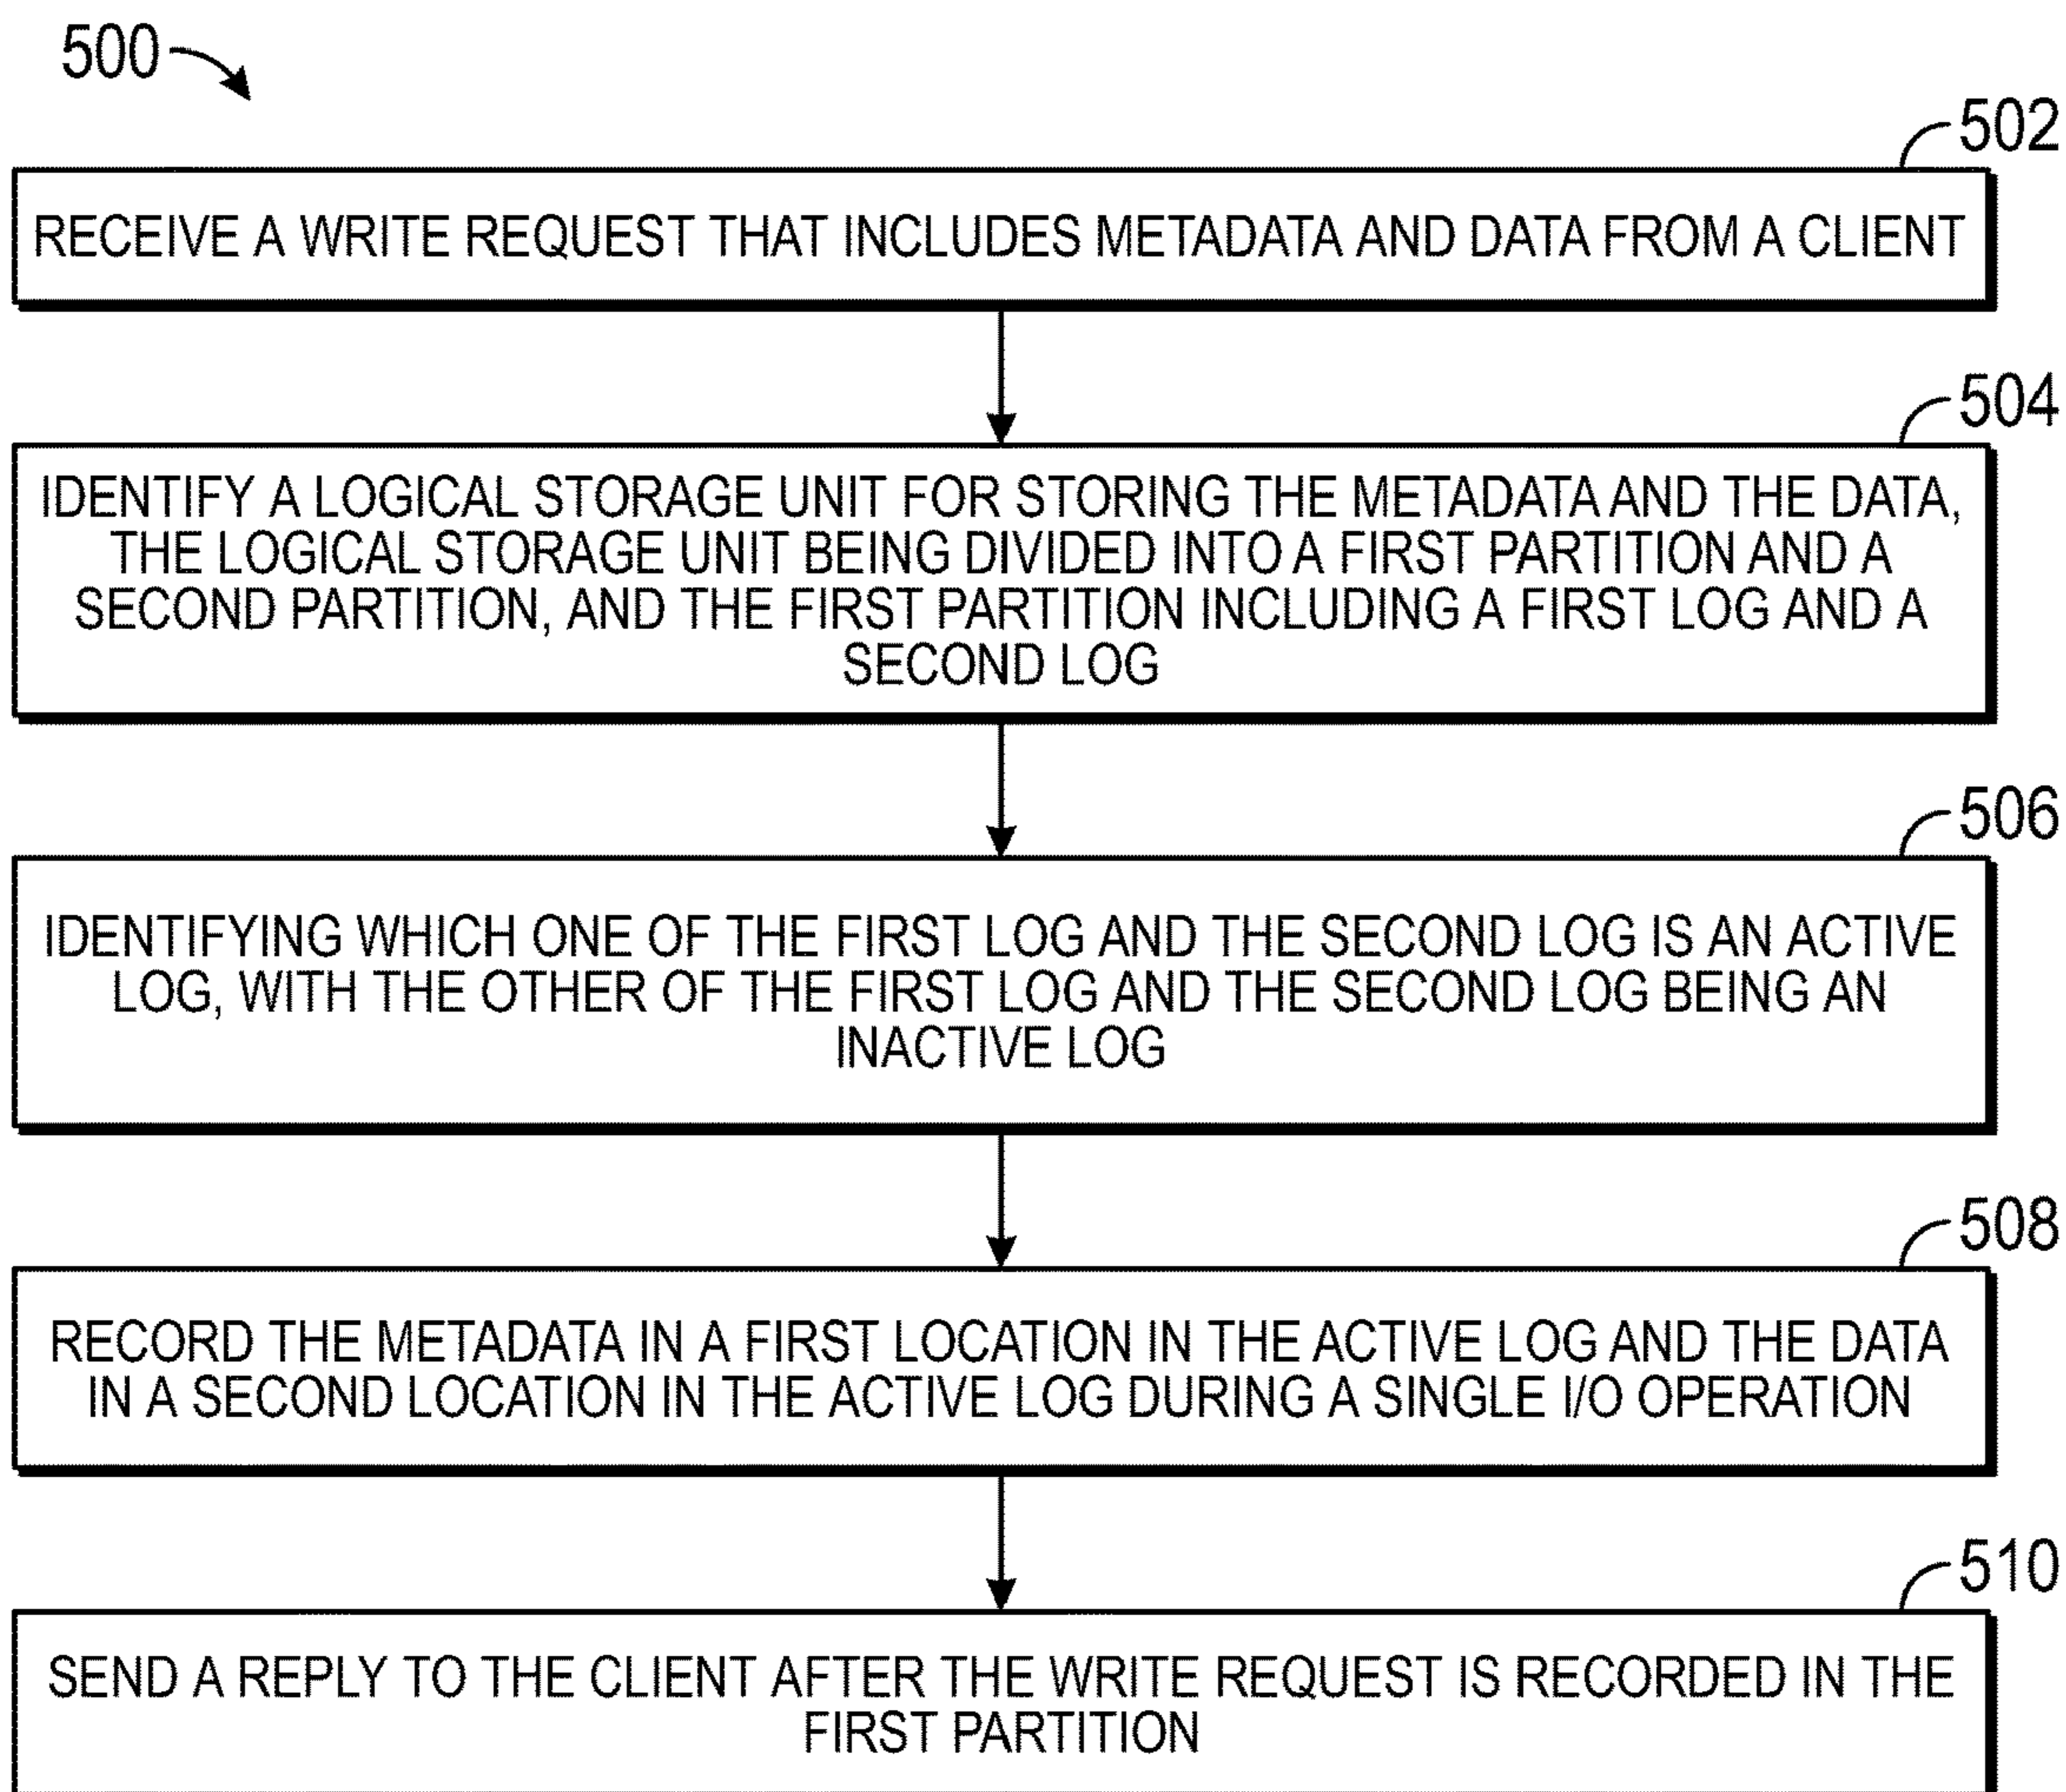 500
502
RECEIVE A WRITE REQUEST THAT INCLUDES METADATA AND DATA FROM A CLIENT
504
IDENTIFY A LOGICAL STORAGE UNIT FOR STORING THE METADATA AND THE DATA,
THE LOGICAL STORAGE UNIT BEING DIVIDED INTO A FIRST PARTITION AND A
SECOND PARTITION, AND THE FIRST PARTITION INCLUDING A FIRST LOG AND A
SECOND LOG
506
IDENTIFYING WHICH ONE OF THE FIRST LOG AND THE SECOND LOG IS AN ACTIVE
LOG, WITH THE OTHER OF THE FIRST LOG AND THE SECOND LOG BEING AN
INACTIVE LOG
508
RECORD THE METADATA IN A FIRST LOCATION IN THE ACTIVE LOG AND THE DATA
IN A SECOND LOCATION IN THE ACTIVE LOG DURING A SINGLE I/O OPERATION
510
SEND A REPLY TO THE CLIENT AFTER THE WRITE REQUEST IS RECORDED IN THE
FIRST PARTITION